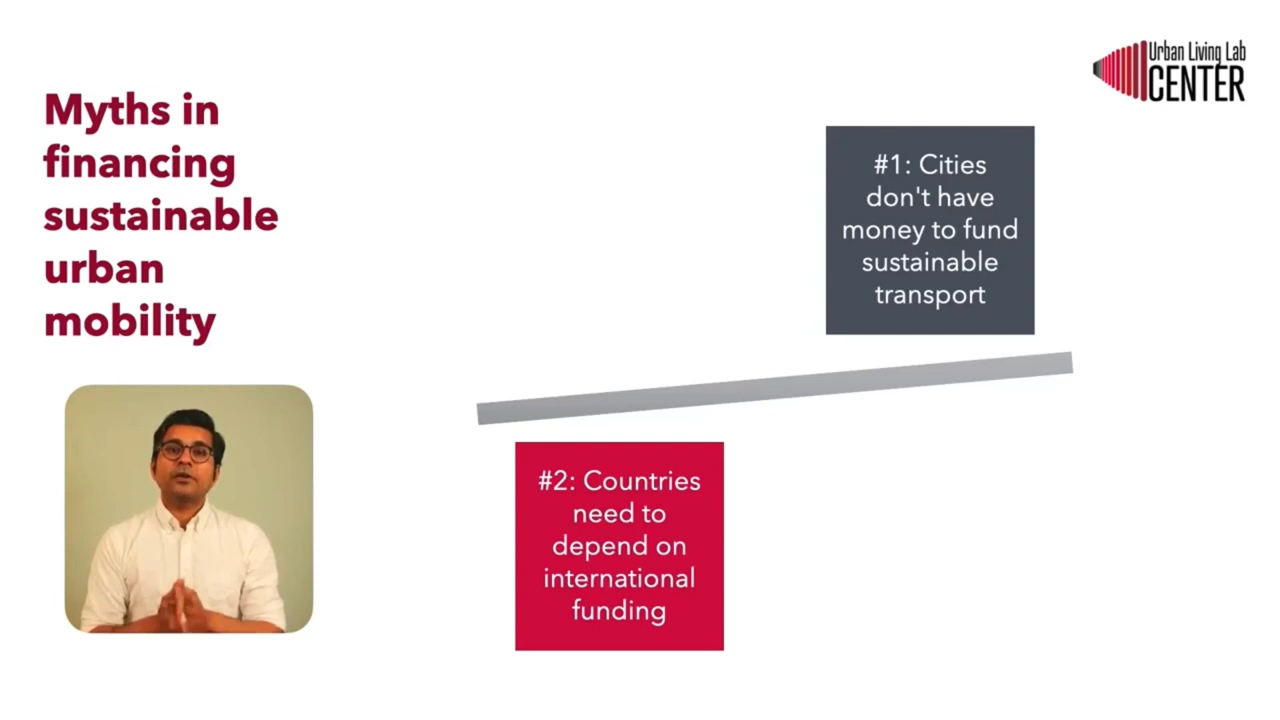 Myths in
financing
sustainable
urban
mobility
Urban Living Lab
CENTER
#1: Cities
don't have
money to fund
sustainable
transport
#2: Countries
need to
depend on
international
funding